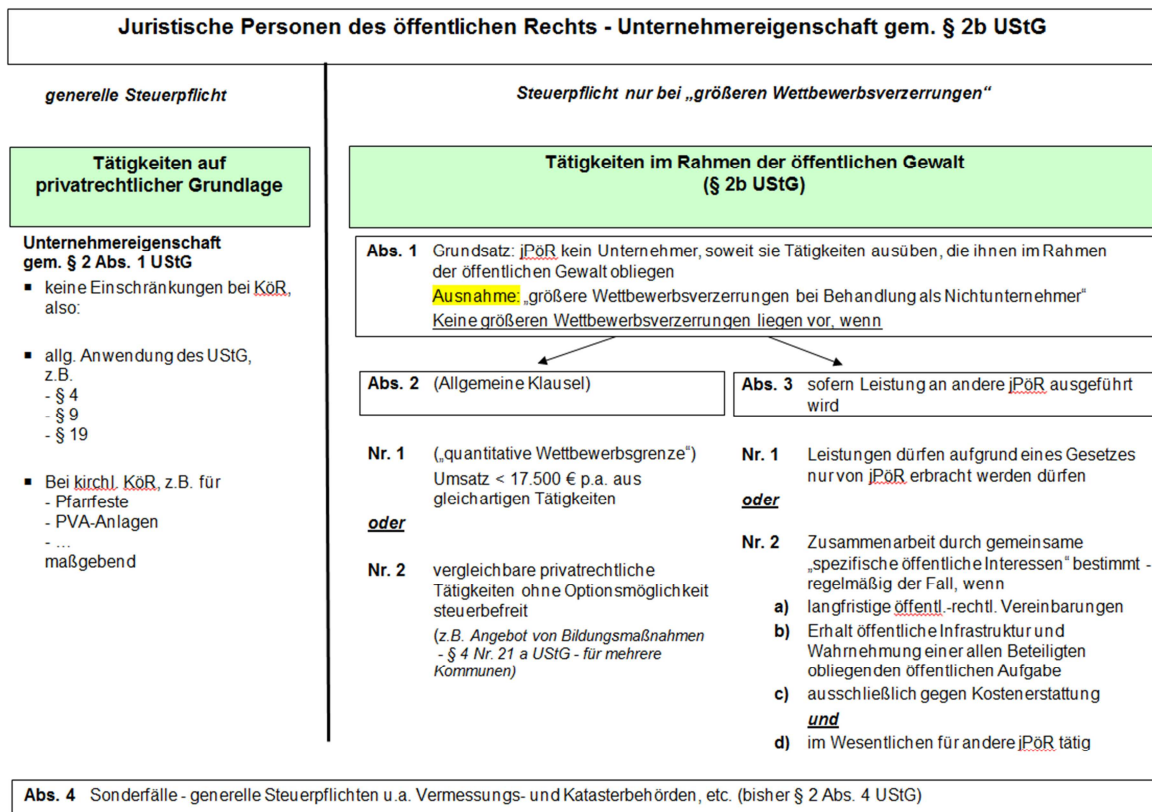 Juristische Personen des öffentlichen Rechts - Unternehmereigenschaft gem. § 2b UStG
generelle Steuerpflicht
Steuerpflicht nur bei „größeren Wettbewerbsverzerrungen“
Tätigkeiten auf
privatrechtlicher Grundlage
Unternehmereigenschaft
gem. § 2 Abs. 1 UStG
▪ keine Einschränkungen bei KöR,
also:
▪ allg. Anwendung des UStG,
z.B.
- § 4
- § 9
- § 19
▪ Bei kirchl. KöR, z.B. für
- Pfarrfeste
- PVA-Anlagen
- …
maßgebend
Tätigkeiten im Rahmen der öffentlichen Gewalt
(§ 2b UStG)
Abs. 1 Grundsatz: jPöR kein Unternehmer, soweit sie Tätigkeiten ausüben, die ihnen im Rahmen
der öffentlichen Gewalt obliegen
Ausnahme: „größere Wettbewerbsverzerrungen bei Behandlung als Nichtunternehmer“
Keine größeren Wettbewerbsverzerrungen liegen vor, wenn
Abs. 2 (Allgemeine Klausel)
Nr. 1 („quantitative Wettbewerbsgrenze“)
Umsatz < 17.500 € p.a. aus
gleichartigen Tätigkeiten
oder
Nr. 2 vergleichbare privatrechtliche
Tätigkeiten ohne Optionsmöglichkeit
steuerbefreit
(z.B. Angebot von Bildungsmaßnahmen
- § 4 Nr. 21 a UStG - für mehrere
Kommunen)
Abs. 3 sofern Leistung an andere jPöR ausgeführt
wird
Nr. 1 Leistungen dürfen aufgrund eines Gesetzes
nur von jPöR erbracht werden dürfen
oder
Nr. 2 Zusammenarbeit durch gemeinsame
„spezifische öffentliche Interessen“ bestimmt -
regelmäßig der Fall, wenn
a) langfristige öffentl.-rechtl. Vereinbarungen
b) Erhalt öffentliche Infrastruktur und
Wahrnehmung einer allen Beteiligten
obliegenden öffentlichen Aufgabe
c) ausschließlich gegen Kostenerstattung
und
d) im Wesentlichen für andere jPöR tätig
Abs. 4 Sonderfälle - generelle Steuerpflichten u.a. Vermessungs- und Katasterbehörden, etc. (bisher § 2 Abs. 4 UStG)